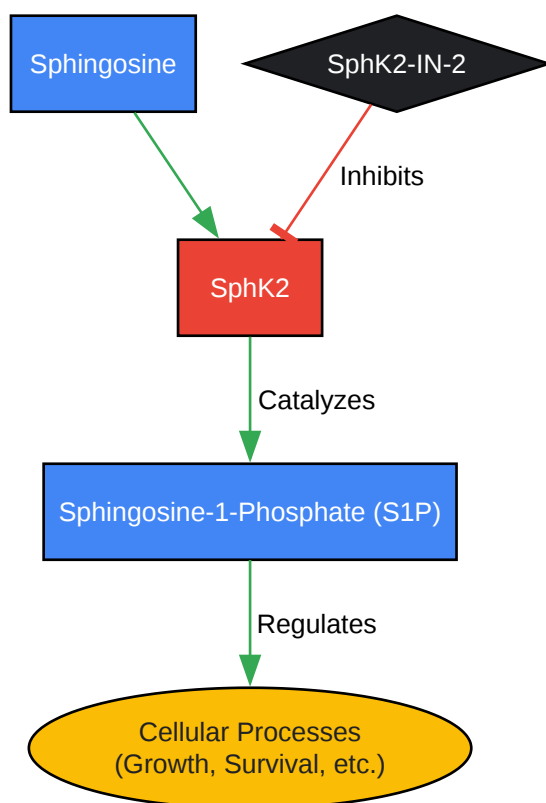 Sphingosine
SphK2-IN-2
Inhibits
SphK2
Catalyzes
Sphingosine-1-Phosphate (S1P)
Regulates
Cellular Processes
(Growth, Survival, etc.)